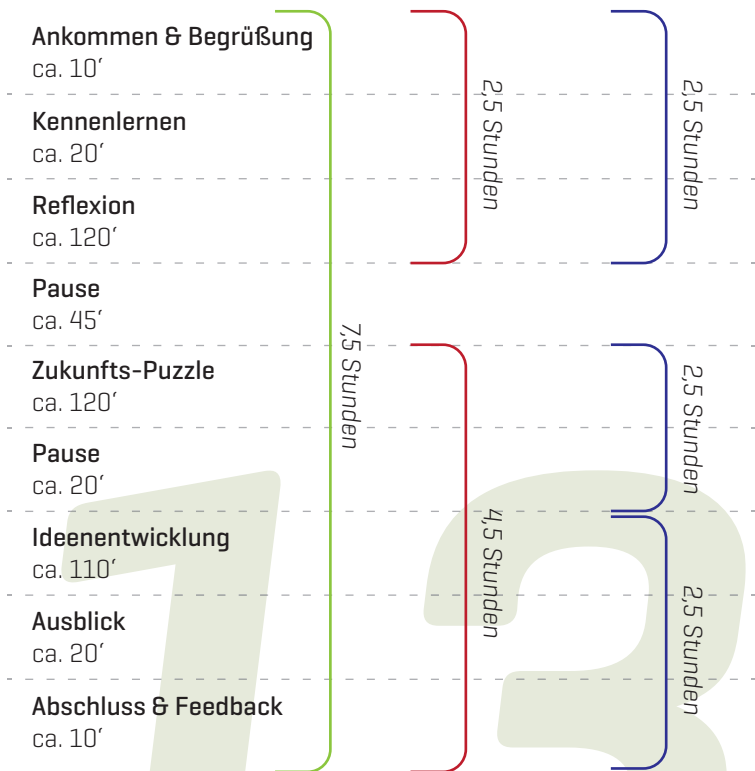 Ankommen & Begrüßung
ca. 10‘
Kennenlernen
ca. 20‘
Reflexion
ca. 120‘
Pause
ca. 45‘
Zukunfts-Puzzle
ca. 120‘
Pause
ca. 20‘
Ideenentwicklung
ca. 110‘
Ausblick
ca. 20‘
Abschluss & Feedback
ca. 10‘
7,5 Stunden
2,5 Stunden
4,5 Stunden
2,5 Stunden
2,5 Stunden
2,5 Stunden
13